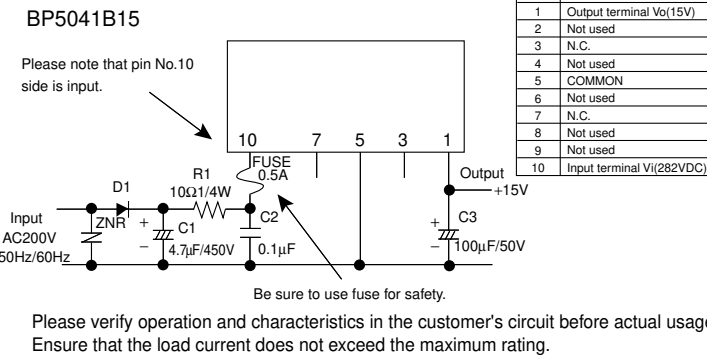 BP5041B15
Please note that pin No.10
side is input.
1 Output terminal Vo(15V)
2 Not used
3 N.C.
4 Not used
5 COMMON
6 Not used
7 N.C.
8 Not used
9 Not used
10 Input terminal Vi(282VDC)
10 7 5 3 1
FUSE
0.5A
R1
10Ω1/4W
D1
Input
AC200V
50Hz/60Hz
ZNR
+
−
C1
4.7μF/450V
C2
0.1μF
Output
+15V
+
−
C3
100μF/50V
Be sure to use fuse for safety.
Please verify operation and characteristics in the customer's circuit before actual usage
Ensure that the load current does not exceed the maximum rating.